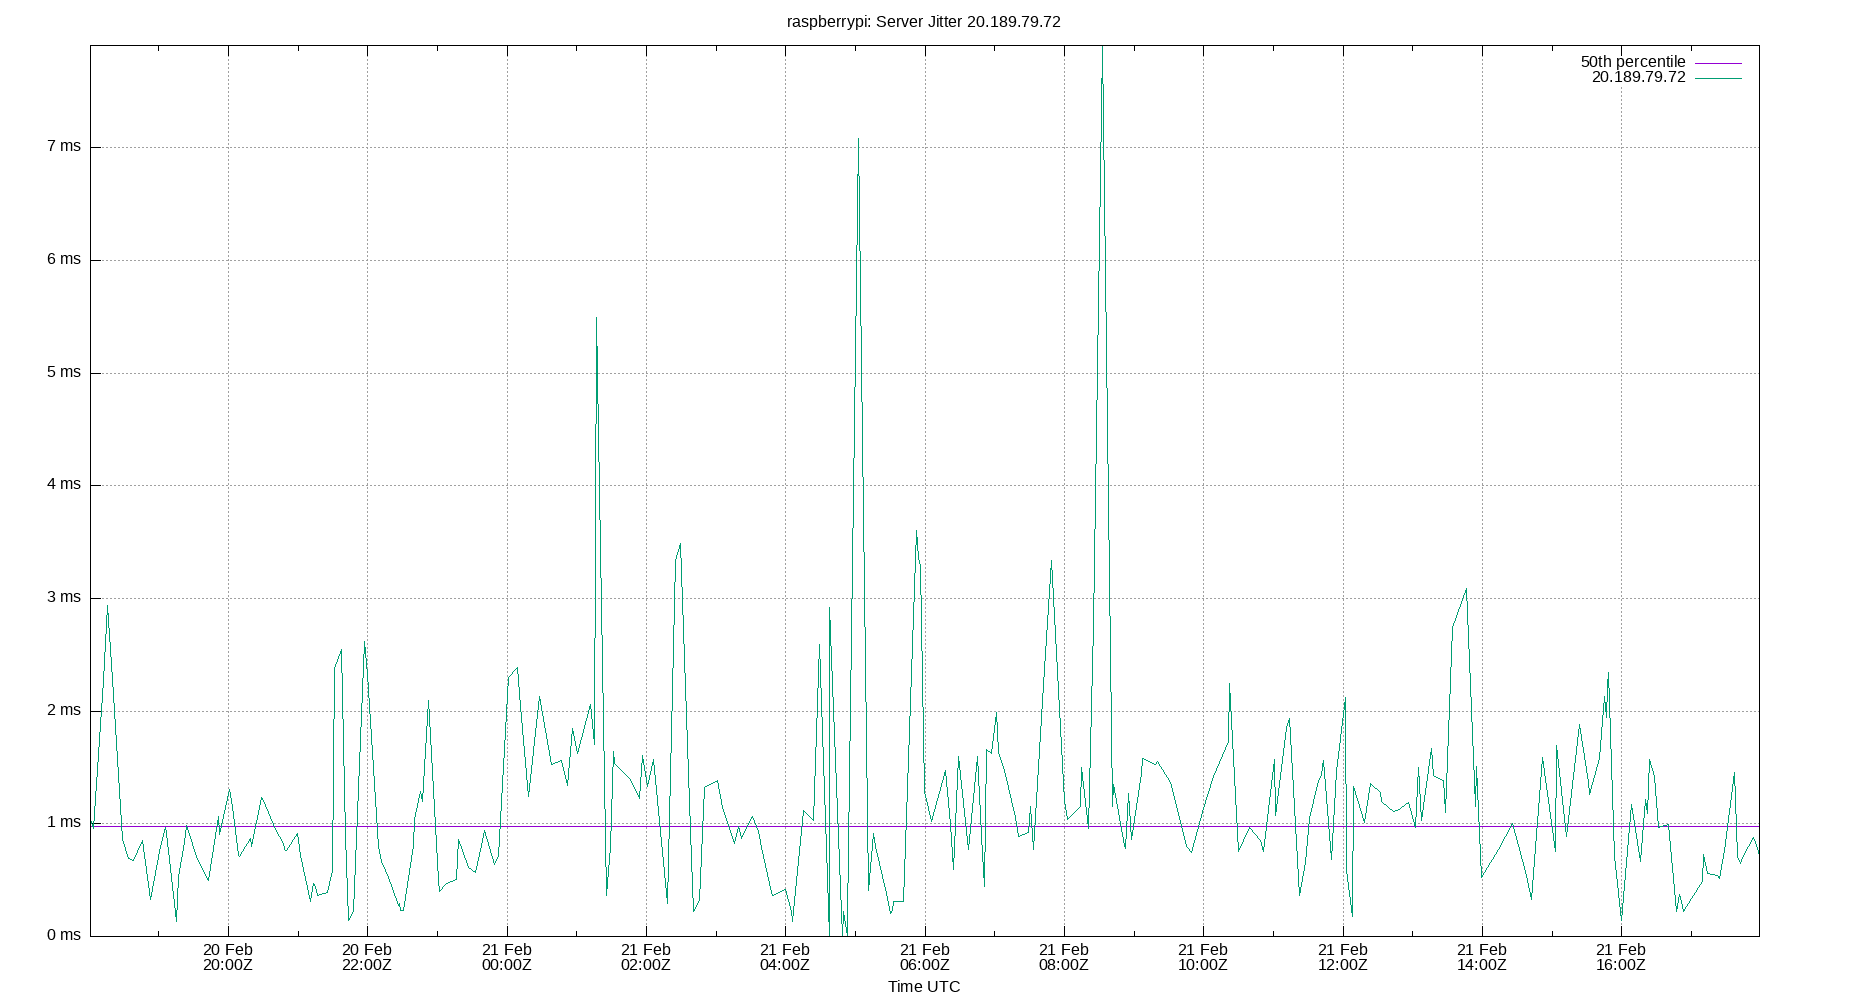 raspberrypi: Server Jitter 20.189.79.72
50th percentile
20.189.79.72
7 ms
6 ms
5 ms
4 ms
3 ms
2 ms
1 ms
0 ms
20 Feb 20 Feb 21 Feb 21 Feb 21 Feb 21 Feb 21 Feb 21 Feb 21 Feb 21 Feb 21 Feb
20:00Z 22:00Z 00:00Z 02:00Z 04:00Z 06:00Z 08:00Z 10:00Z 12:00Z 14:00Z 16:00Z
Time UTC